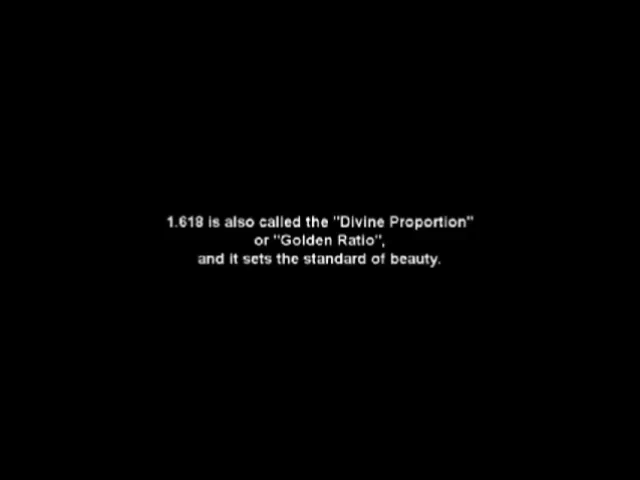 1.618 is also called the "Divine Proportion"
or "Golden Ratio",
and it sets the standard of beauty.